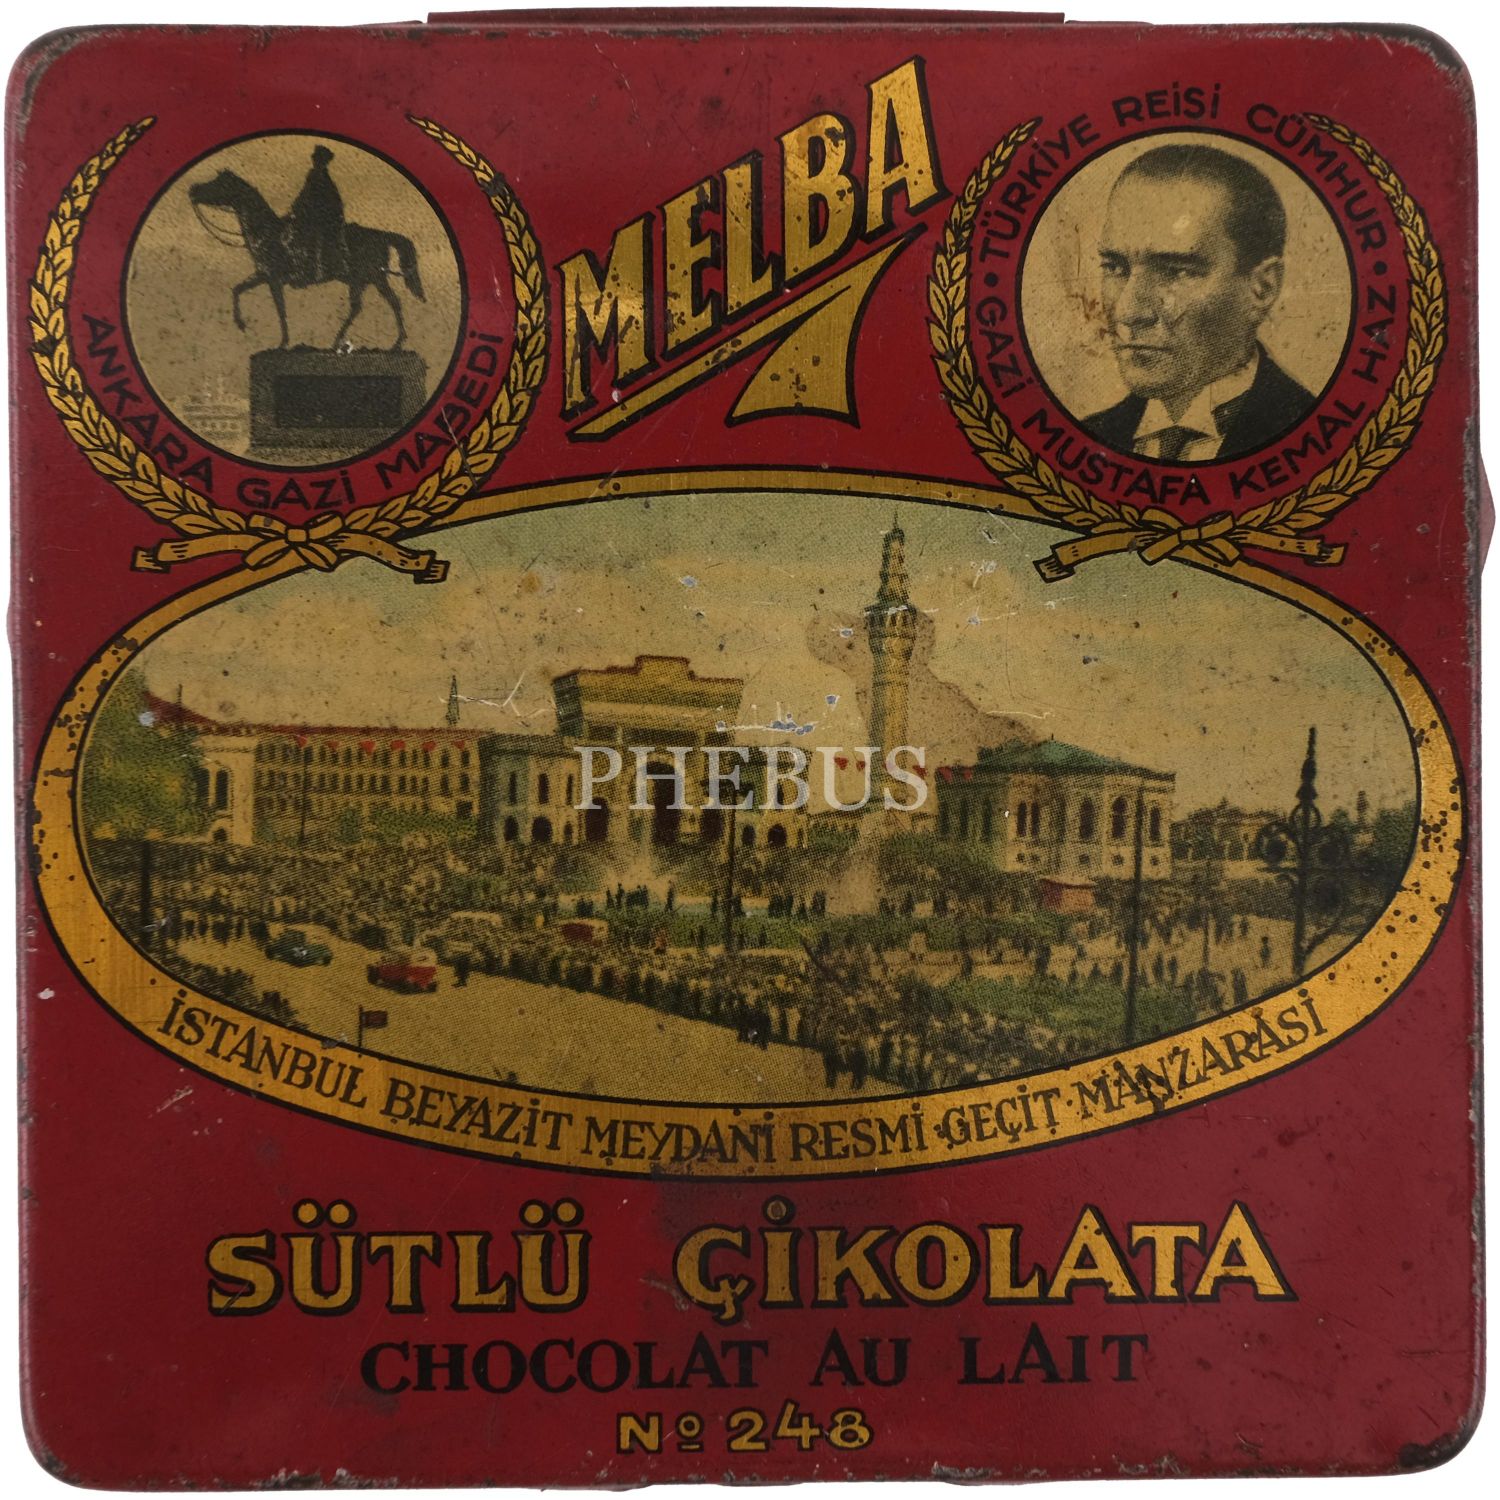 MELBA
ANKARA GAZİ MABEDİ
TÜRKİYE REİSİ CÜMHUR
GAZİ MUSTAFA KEMAL HAZ
PHEBUS
İSTANBUL BEYAZİT MEYDANİ RESMİ GEÇİT MANZARASİ
SÜTLÜ ÇİKOLATA
CHOCOLAT AU LAIT
Nº 248